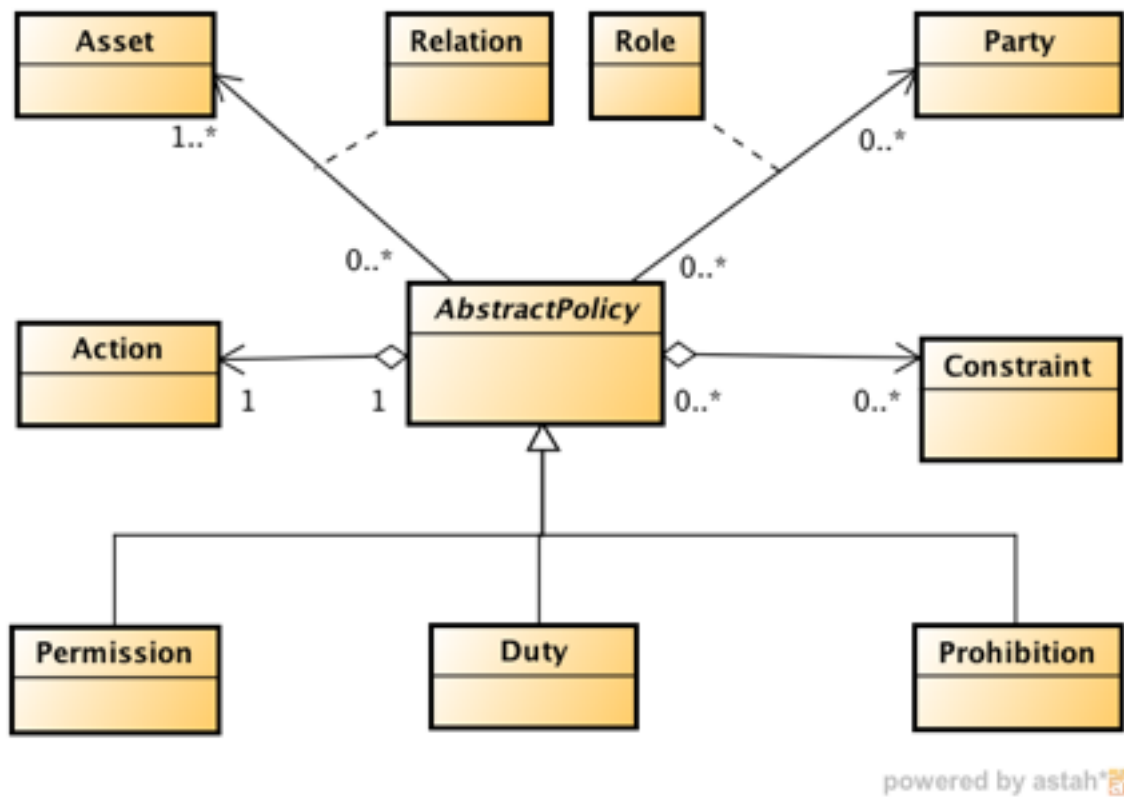 Asset
Relation
Role
Party
1..*
0..*
0..*
0..*
AbstractPolicy
Action
Constraint
1
1
0..*
0..*
Permission
Duty
Prohibition
powered by astah*